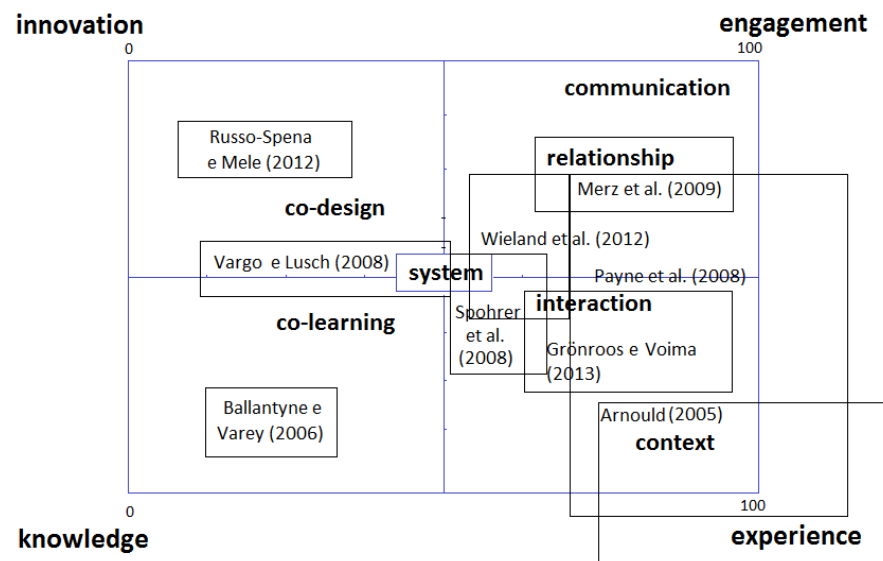 innovation
engagement
0
100
communication
Russo-Spena
e Mele (2012)
relationship
Merz et al. (2009)
co-design
Wieland et al. (2012)
Vargo e Lusch (2008)
system
Payne et al. (2008)
interaction
co-learning
Spohrer
et al.
(2008)
Grönroos e Voima
(2013)
Ballantyne e
Varey (2006)
Arnould (2005)
context
0
100
knowledge
experience